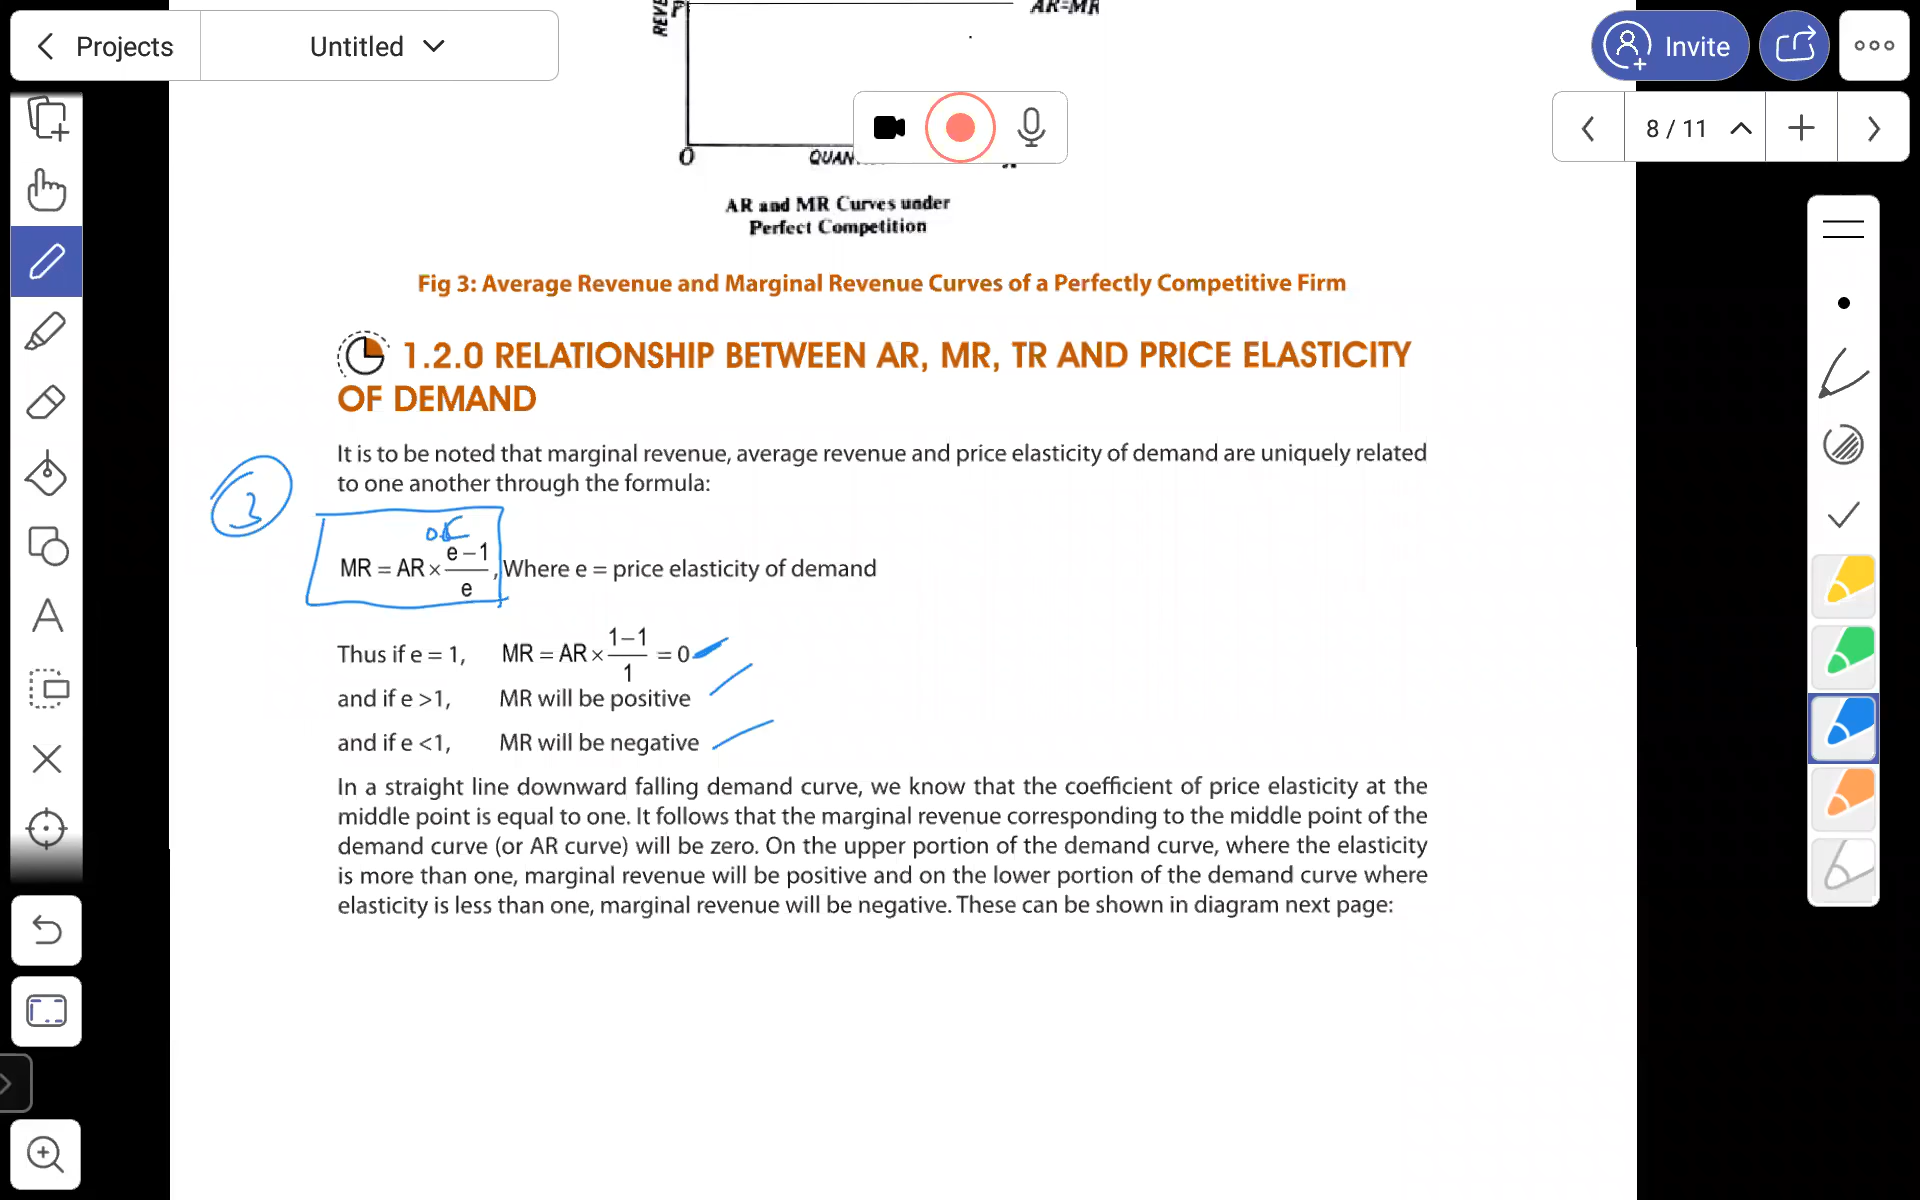 REVE
P
AR=MR
Projects
Untitled
Invite
8 / 11
O
QUAN
AR and MR Curves under
Perfect Competition
Fig 3: Average Revenue and Marginal Revenue Curves of a Perfectly Competitive Firm
1.2.0 RELATIONSHIP BETWEEN AR, MR, TR AND PRICE ELASTICITY
OF DEMAND
It is to be noted that marginal revenue, average revenue and price elasticity of demand are uniquely related
to one another through the formula:
3
MR = AR × e – 1 / e , Where e = price elasticity of demand
Thus if e = 1, MR = AR × 1–1 / 1 = 0
and if e >1, MR will be positive
and if e <1, MR will be negative
In a straight line downward falling demand curve, we know that the coefficient of price elasticity at the
middle point is equal to one. It follows that the marginal revenue corresponding to the middle point of the
demand curve (or AR curve) will be zero. On the upper portion of the demand curve, where the elasticity
is more than one, marginal revenue will be positive and on the lower portion of the demand curve where
elasticity is less than one, marginal revenue will be negative. These can be shown in diagram next page: